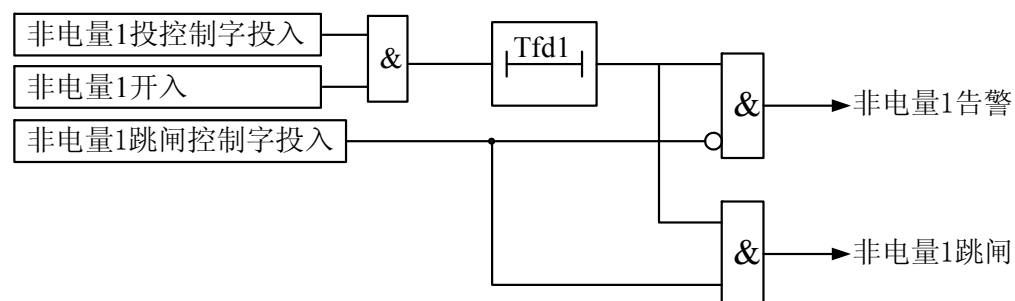 非电量1投控制字投入
&
Tfd1
非电量1开入
&
非电量1告警
非电量1跳闸控制字投入
&
非电量1跳闸